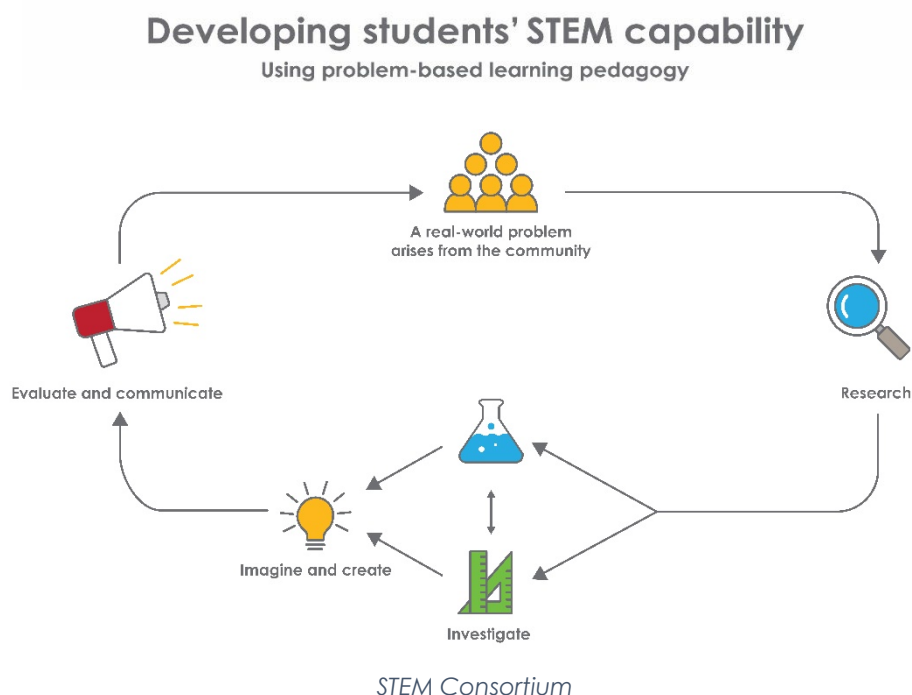 Developing students' STEM capability
Using problem-based learning pedagogy
A real-world problem
arises from the community
Evaluate and communicate
Research
Imagine and create
Investigate
STEM Consortium